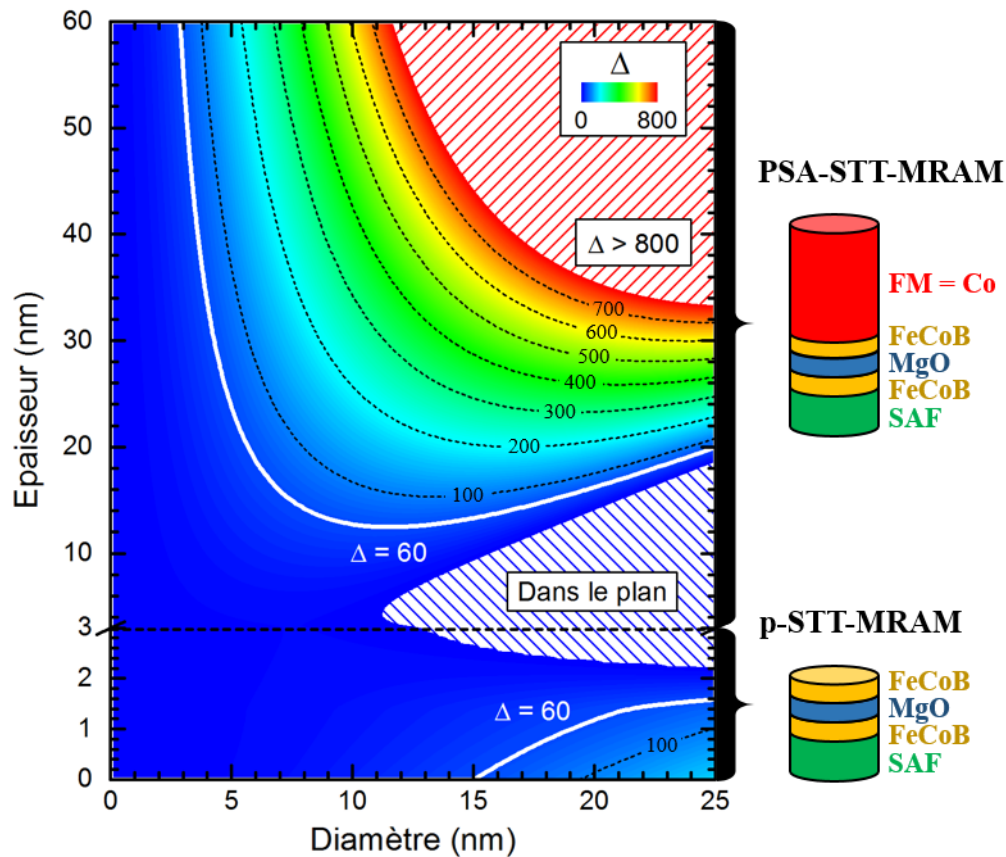 Epaisseur (nm)
60
50
40
30
20
10
3
2
1
0
0
5
10
15
20
25
Diamètre (nm)
Δ
0
800
Δ > 800
700
600
500
400
300
200
100
Δ = 60
Dans le plan
Δ = 60
100
PSA-STT-MRAM
FM = Co
FeCoB
MgO
FeCoB
SAF
p-STT-MRAM
FeCoB
MgO
FeCoB
SAF